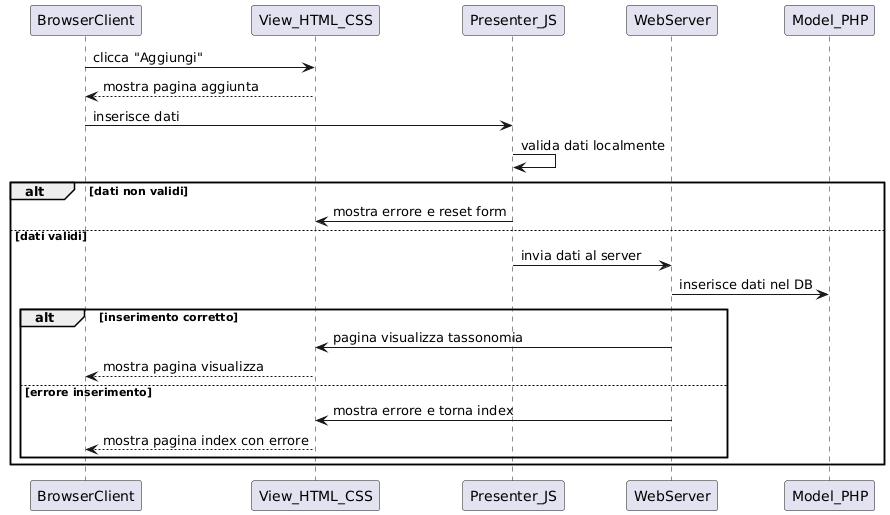 BrowserClient View_HTML_CSS Presenter_JS WebServer Model_PHP
clicca "Aggiungi"
mostra pagina aggiunta
inserisce dati
valida dati localmente
alt [dati non validi]
mostra errore e reset form
[dati validi]
invia dati al server
inserisce dati nel DB
alt [inserimento corretto]
pagina visualizza tassonomia
mostra pagina visualizza
[errore inserimento]
mostra errore e torna index
mostra pagina index con errore
BrowserClient View_HTML_CSS Presenter_JS WebServer Model_PHP